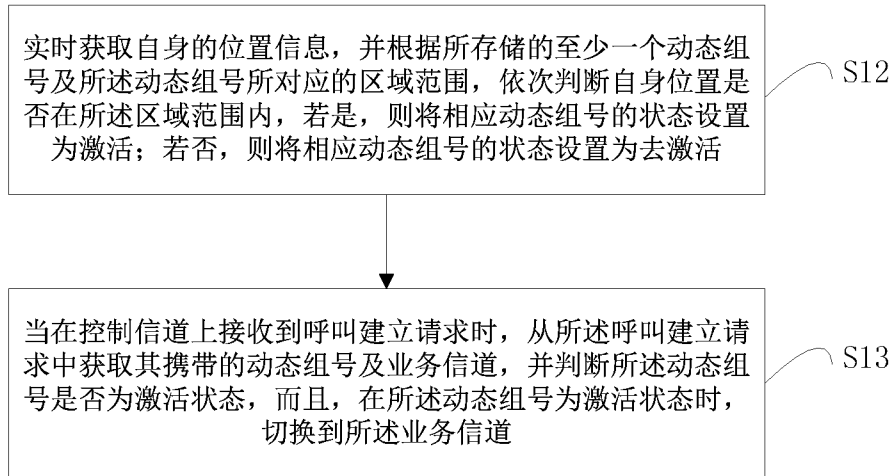 实时获取自身的位置信息，并根据所存储的至少一个动态组
号及所述动态组号所对应的区域范围，依次判断自身位置是
否在所述区域范围内，若是，则将相应动态组号的状态设置
为激活；若否，则将相应动态组号的状态设置为去激活
S12
当在控制信道上接收到呼叫建立请求时，从所述呼叫建立请
求中获取其携带的动态组号及业务信道，并判断所述动态组
号是否为激活状态，而且，在所述动态组号为激活状态时，
切换到所述业务信道
S13